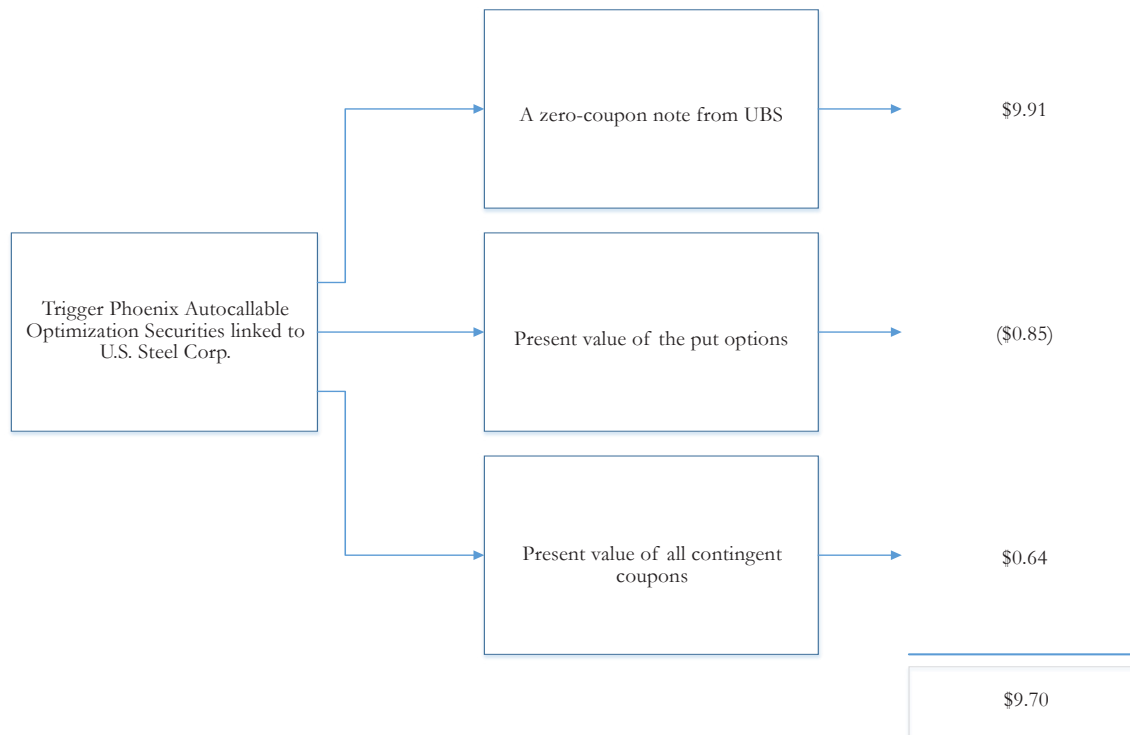 A zero-coupon note from UBS
$9.91
Trigger Phoenix Autocallable
Optimization Securities linked to
U.S. Steel Corp.
Present value of the put options
($0.85)
Present value of all contingent
coupons
$0.64
$9.70